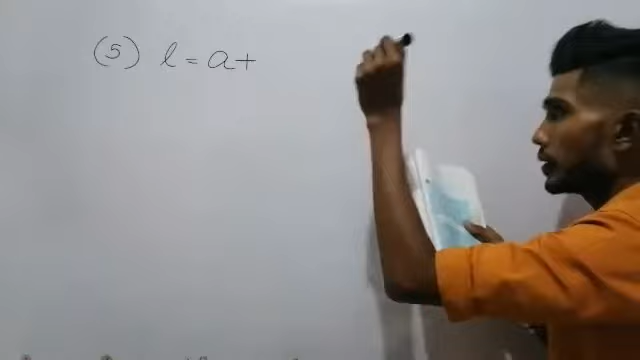 (5) l = a +